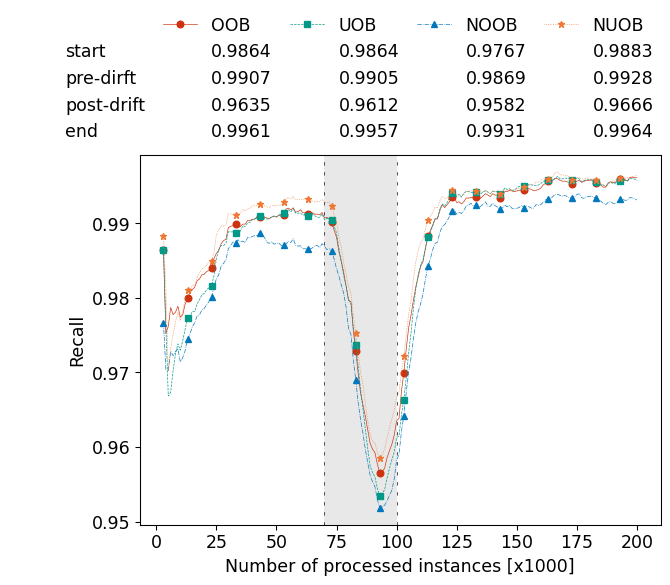 OOB UOB NOOB NUOB
start 0.9864 0.9864 0.9767 0.9883
pre-dirft 0.9907 0.9905 0.9869 0.9928
post-drift 0.9635 0.9612 0.9582 0.9666
end 0.9961 0.9957 0.9931 0.9964
0.99
0.98
0.97
0.96
0.95
Recall
0 25 50 75 100 125 150 175 200
Number of processed instances [x1000]